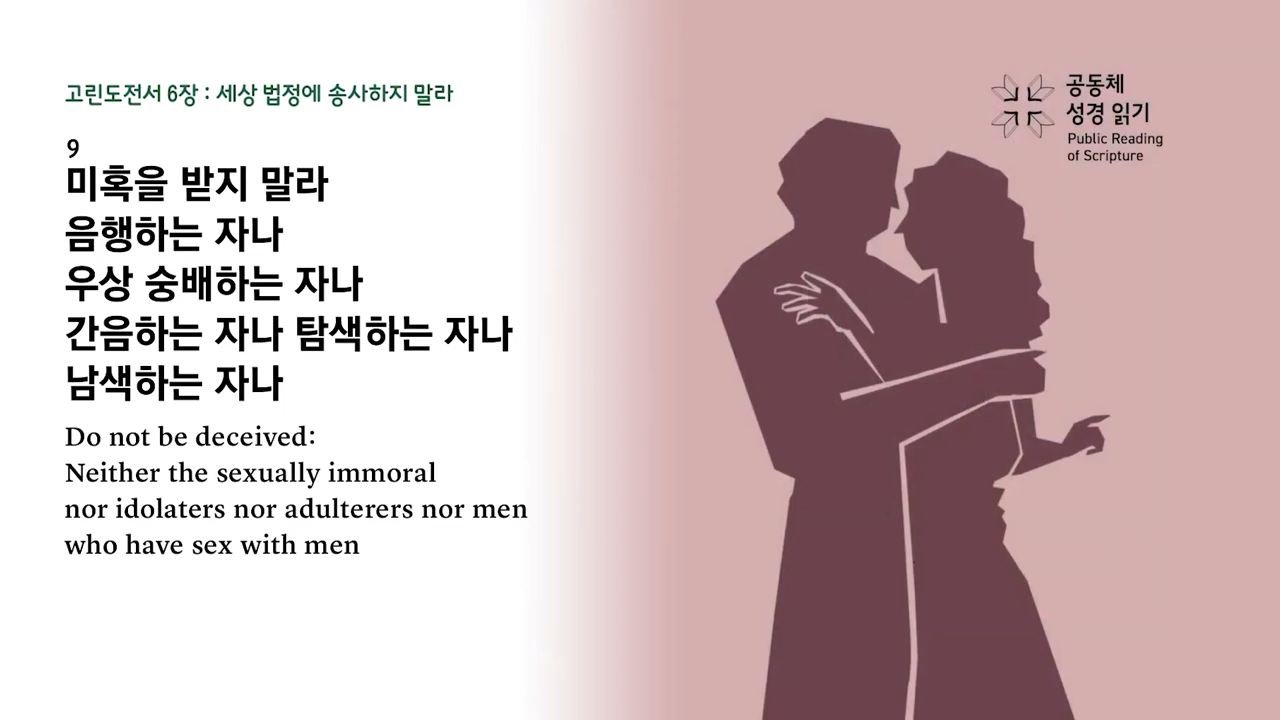 고린도전서 6장 : 세상 법정에 송사하지 말라
9
미혹을 받지 말라
음행하는 자나
우상 숭배하는 자나
간음하는 자나 탐색하는 자나
남색하는 자나
Do not be deceived:
Neither the sexually immoral
nor idolaters nor adulterers nor men
who have sex with men
공동체
성경 읽기
Public Reading
of Scripture